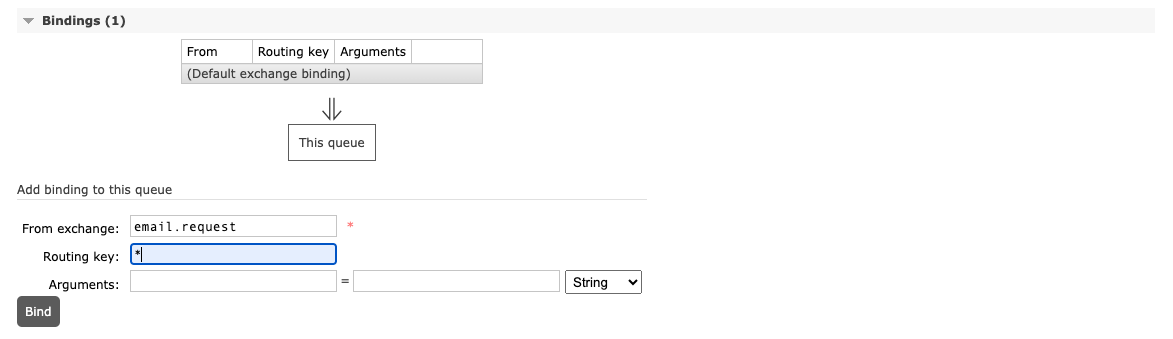 Bindings (1)
From Routing key Arguments
(Default exchange binding)
This queue
Add binding to this queue
From exchange: email.request *
Routing key: *
Arguments: = String
Bind